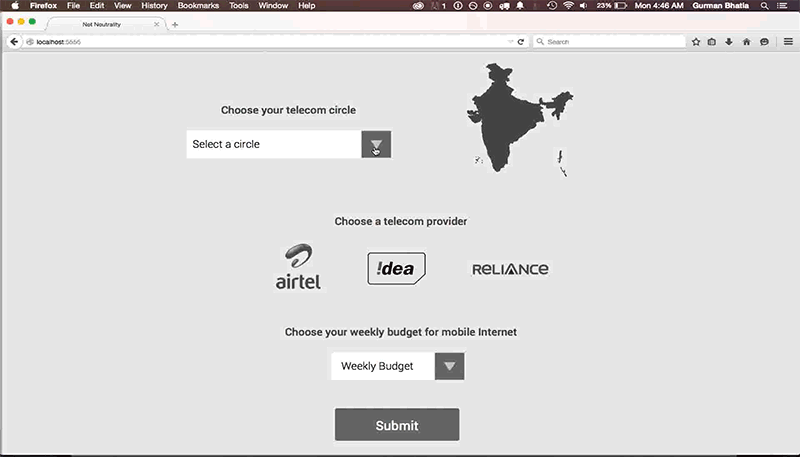 Firefox File Edit View History Bookmarks Tools Window Help 1 23% Mon 4:46 AM Gurman Bhatia
Net Neutrality
localhost:5555
Search
Choose your telecom circle
Select a circle
Choose a telecom provider
airtel
!dea
RELIANCE
Choose your weekly budget for mobile Internet
Weekly Budget
Submit